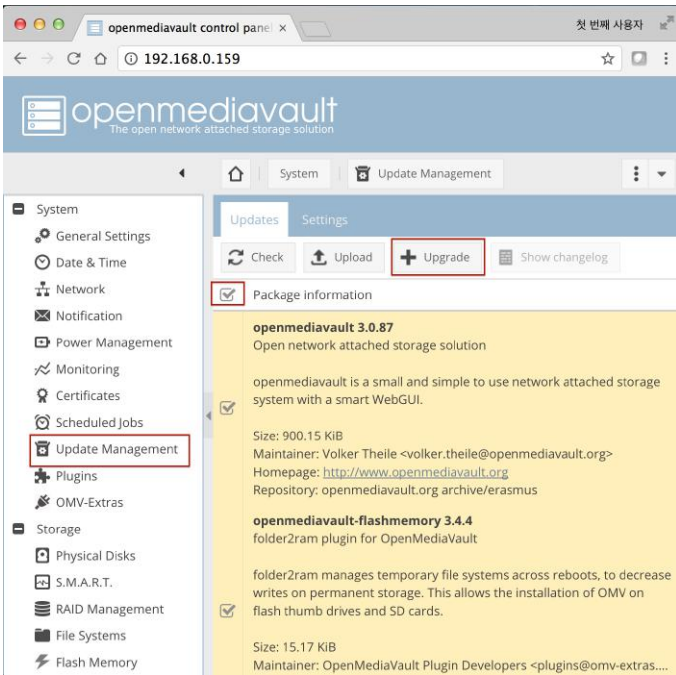 openmediavault control pane
첫 번째 사용자
192.168.0.159
openmediavault
The open network attached storage solution
System
Update Management
System
General Settings
Date & Time
Network
Notification
Power Management
Monitoring
Certificates
Scheduled Jobs
Update Management
Plugins
OMV-Extras
Storage
Physical Disks
S.M.A.R.T.
RAID Management
File Systems
Flash Memory
Updates
Settings
Check
Upload
Upgrade
Show changelog
Package information
openmediavault 3.0.87
Open network attached storage solution
openmediavault is a small and simple to use network attached storage
system with a smart WebGUI.
Size: 900.15 KiB
Maintainer: Volker Theile <volker.theile@openmediavault.org>
Homepage: http://www.openmediavault.org
Repository: openmediavault.org archive/erasmus
openmediavault-flashmemory 3.4.4
folder2ram plugin for OpenMediaVault
folder2ram manages temporary file systems across reboots, to decrease
writes on permanent storage. This allows the installation of OMV on
flash thumb drives and SD cards.
Size: 15.17 KiB
Maintainer: OpenMediaVault Plugin Developers <plugins@omv-extras....